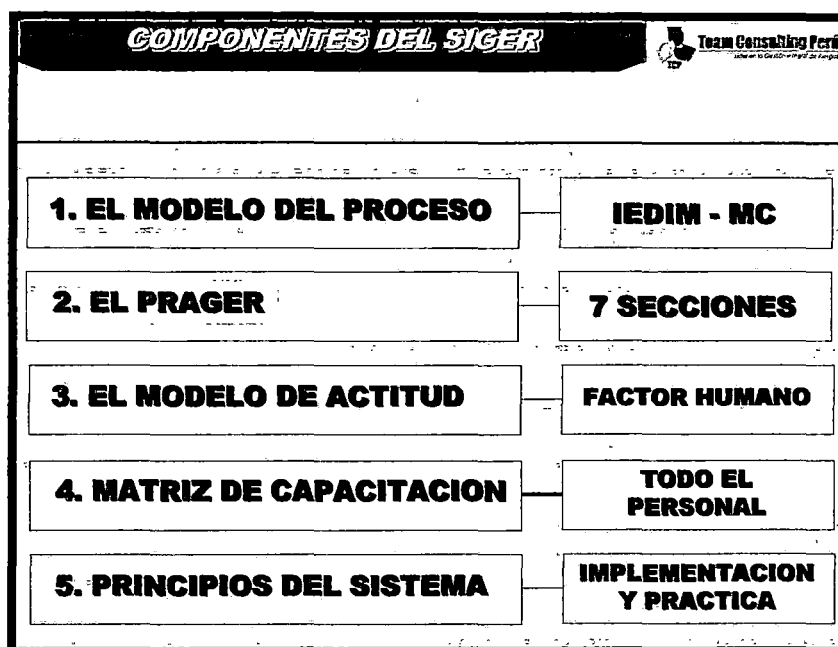 COMPONENTES DEL SIGER
Team Consulting Perú
TCP
1. EL MODELO DEL PROCESO
IEDIM - MC
2. EL PRAGER
7 SECCIONES
3. EL MODELO DE ACTITUD
FACTOR HUMANO
4. MATRIZ DE CAPACITACION
TODO EL
PERSONAL
5. PRINCIPIOS DEL SISTEMA
IMPLEMENTACION
Y PRACTICA